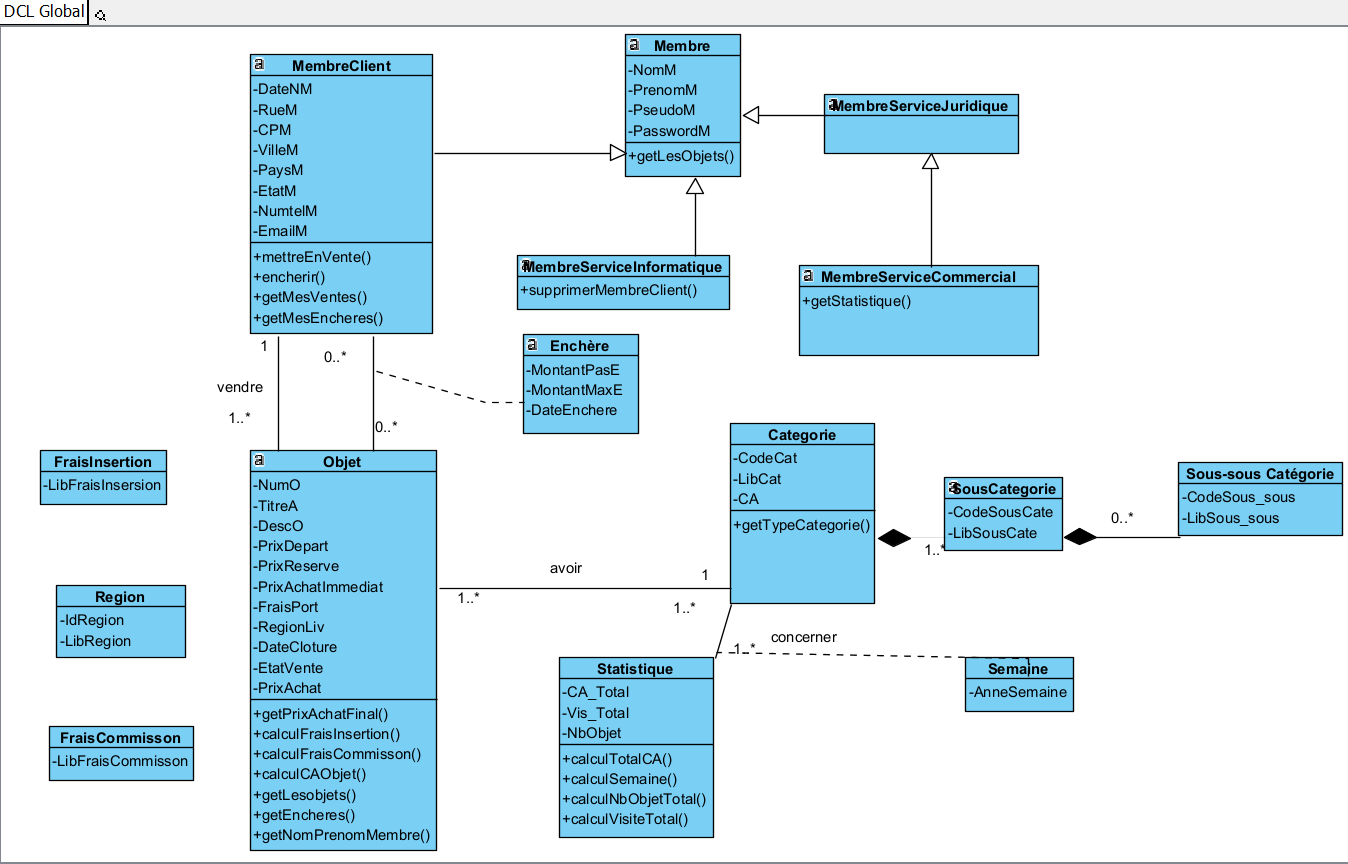 DCL Global
MembreClient
-DateNM
-RueM
-CPM
-VilleM
-PaysM
-EtatM
-NumtelM
-EmailM
+mettreEnVente()
+encherir()
+getMesVentes()
+getMesEncheres()
Membre
-NomM
-PrenomM
-PseudoM
-PasswordM
+getLesObjets()
MembreServiceJuridique
MembreServiceInformatique
+supprimerMembreClient()
MembreServiceCommercial
+getStatistique()
1
0..*
vendre
1..*
0..*
Enchère
-MontantPasE
-MontantMaxE
-DateEnchere
FraisInsertion
-LibFraisInsersion
Region
-IdRegion
-LibRegion
FraisCommisson
-LibFraisCommisson
Objet
-NumO
-TitreA
-DescO
-PrixDepart
-PrixReserve
-PrixAchatImmediat
-FraisPort
-RegionLiv
-DateCloture
-EtatVente
-PrixAchat
+getPrixAchatFinal()
+calculFraisInsertion()
+calculFraisCommisson()
+calculCAObjet()
+getLesobjets()
+getEncheres()
+getNomPrenomMembre()
avoir
1..*
1
Categorie
-CodeCat
-LibCat
-CA
+getTypeCategorie()
1..*
SousCategorie
-CodeSousCate
-LibSousCate
0..*
Sous-sous Catégorie
-CodeSous_sous
-LibSous_sous
1..*
1..*
concerner
Statistique
-CA_Total
-Vis_Total
-NbObjet
+calculTotalCA()
+calculSemaine()
+calculNbObjetTotal()
+calculVisiteTotal()
Semaine
-AnneSemaine